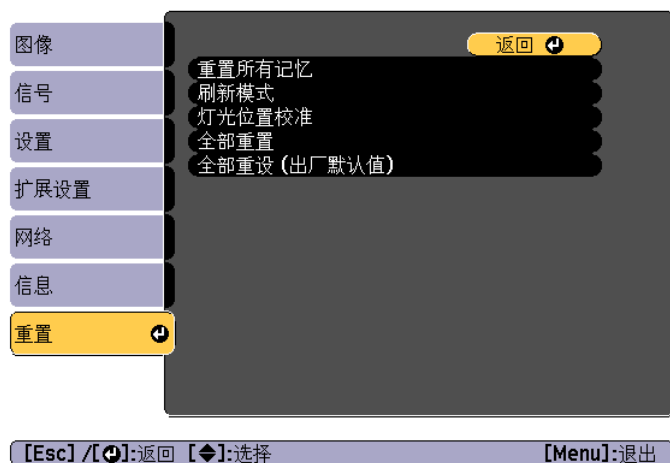 图像
信号
设置
扩展设置
网络
信息
重置
返回
重置所有记忆
刷新模式
灯光位置校准
全部重置
全部重设 (出厂默认值)
[Esc] /[ ]:返回 [ ]:选择 [Menu]:退出